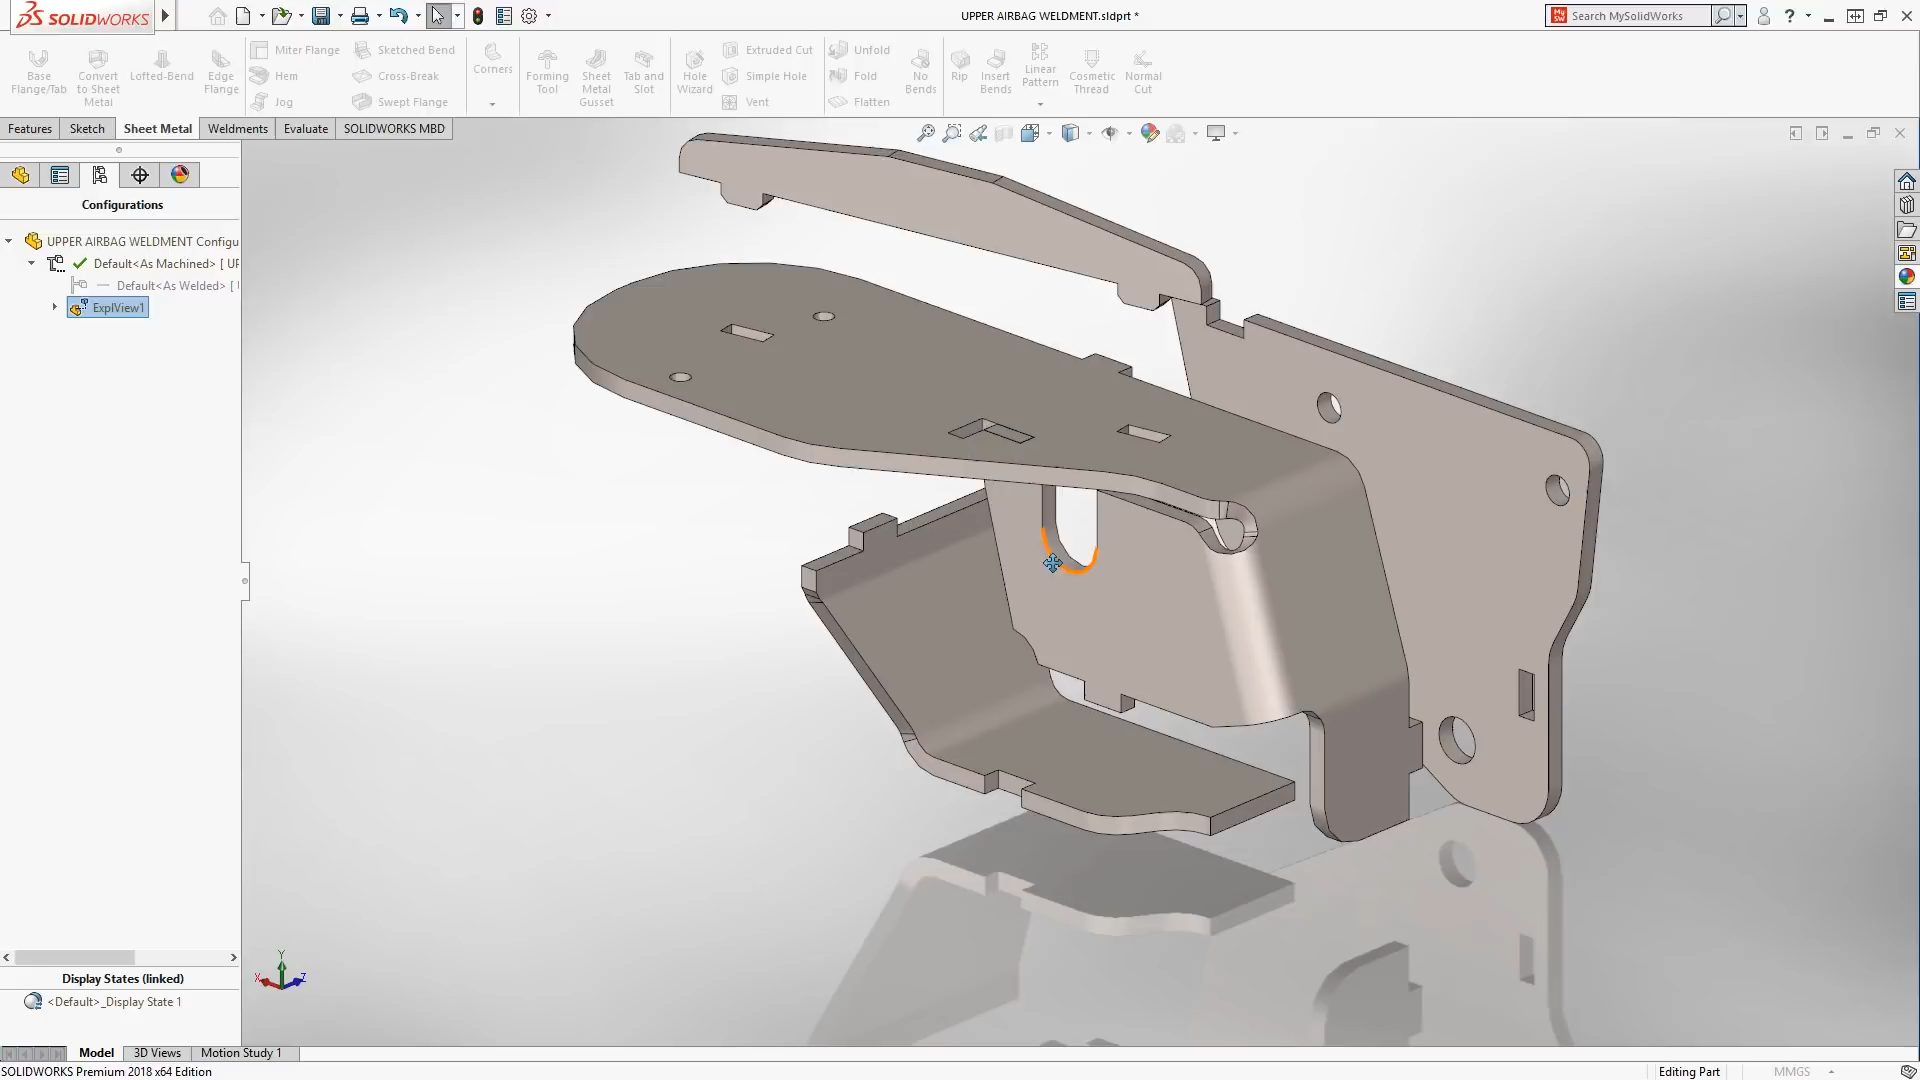 SOLIDWORKS
UPPER AIRBAG WELDMENT.sldprt *
Search MySolidWorks
Base Flange/Tab
Convert to Sheet Metal
Lofted-Bend
Edge Flange
Miter Flange
Hem
Jog
Sketched Bend
Cross-Break
Swept Flange
Corners
Forming Tool
Sheet Metal Gusset
Tab and Slot
Hole Wizard
Extruded Cut
Simple Hole
Vent
Unfold
Fold
Flatten
No Bends
Rip
Insert Bends
Linear Pattern
Cosmetic Thread
Normal Cut
Features
Sketch
Sheet Metal
Weldments
Evaluate
SOLIDWORKS MBD
Configurations
UPPER AIRBAG WELDMENT Configu
Default<As Machined> [ UF
Default<As Welded> [
ExplView1
Y
X
Z
Display States (linked)
<Default>_Display State 1
Model
3D Views
Motion Study 1
SOLIDWORKS Premium 2018 x64 Edition
Editing Part
MMGS